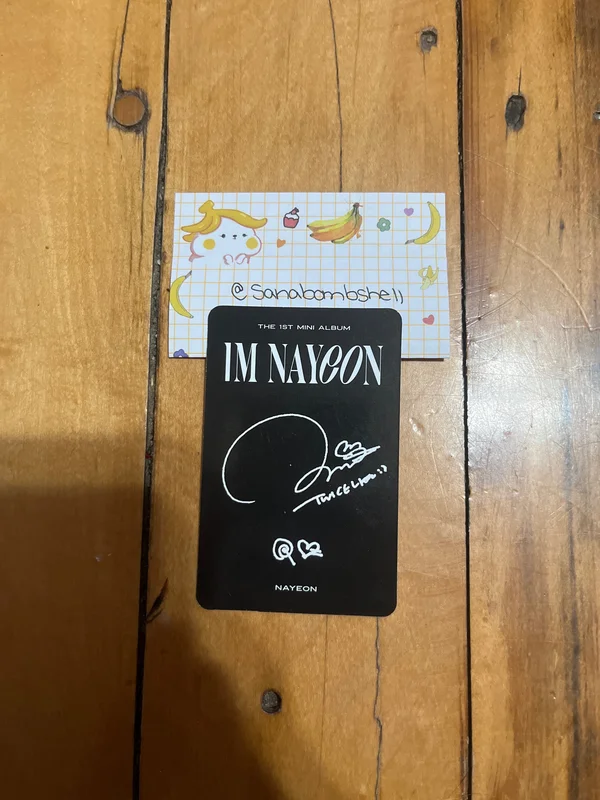 @sanabombshell
THE 1ST MINI ALBUM
IM NAYEON
NAYEON